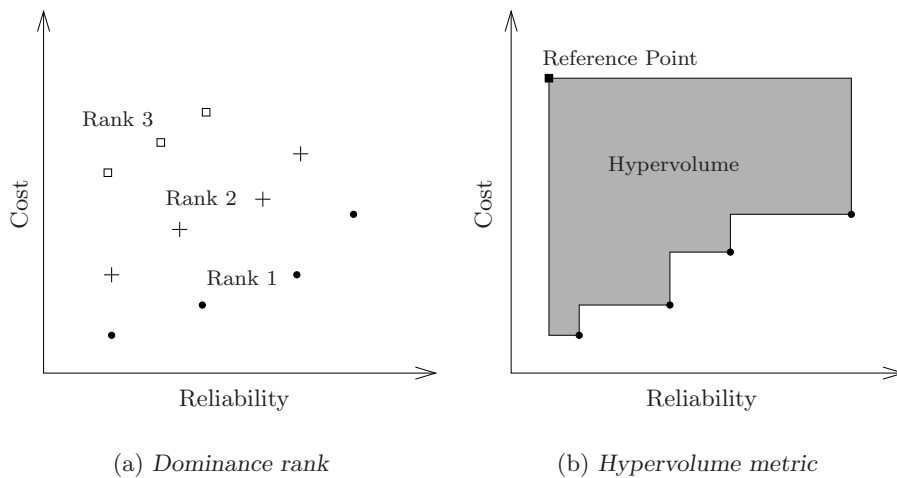 Cost
Rank 3
Rank 2
Rank 1
Reliability
(a) Dominance rank
Cost
Reference Point
Hypervolume
Reliability
(b) Hypervolume metric